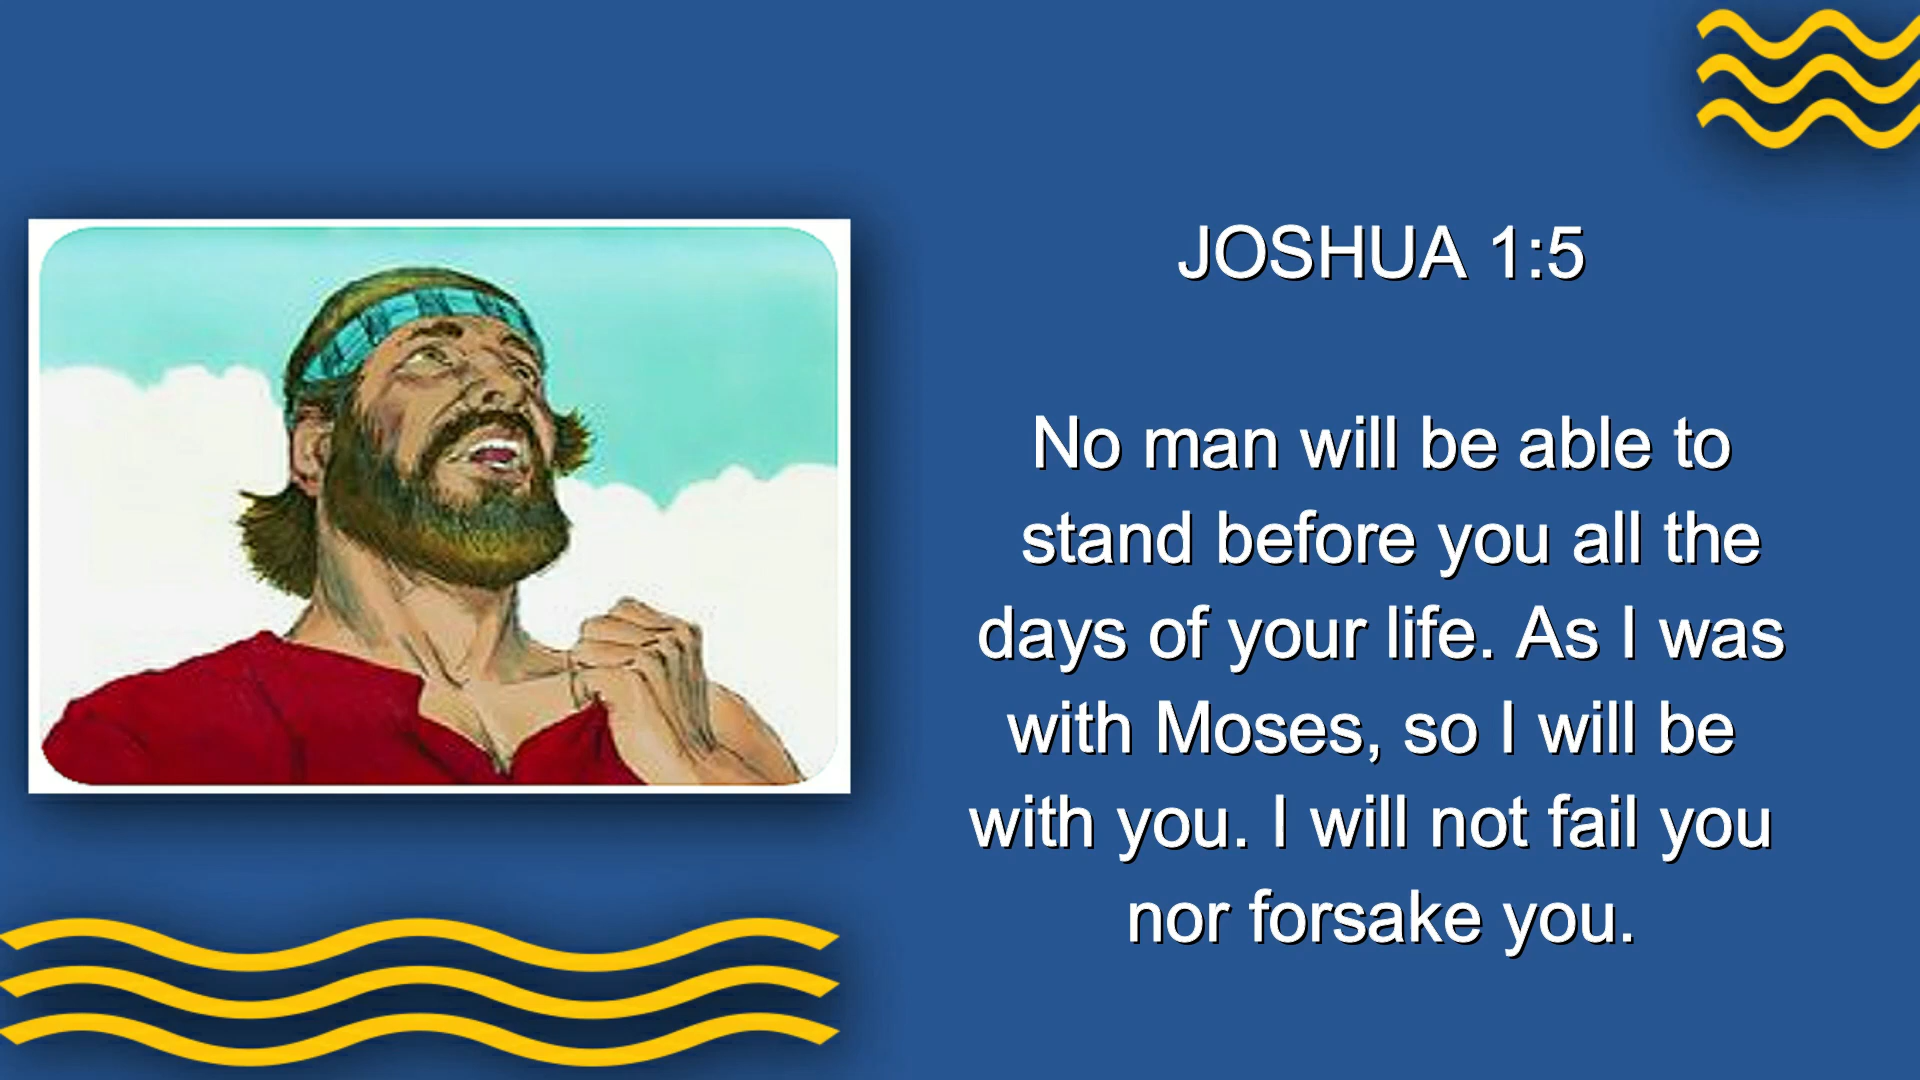 JOSHUA 1:5
No man will be able to
stand before you all the
days of your life. As I was
with Moses, so I will be
with you. I will not fail you
nor forsake you.